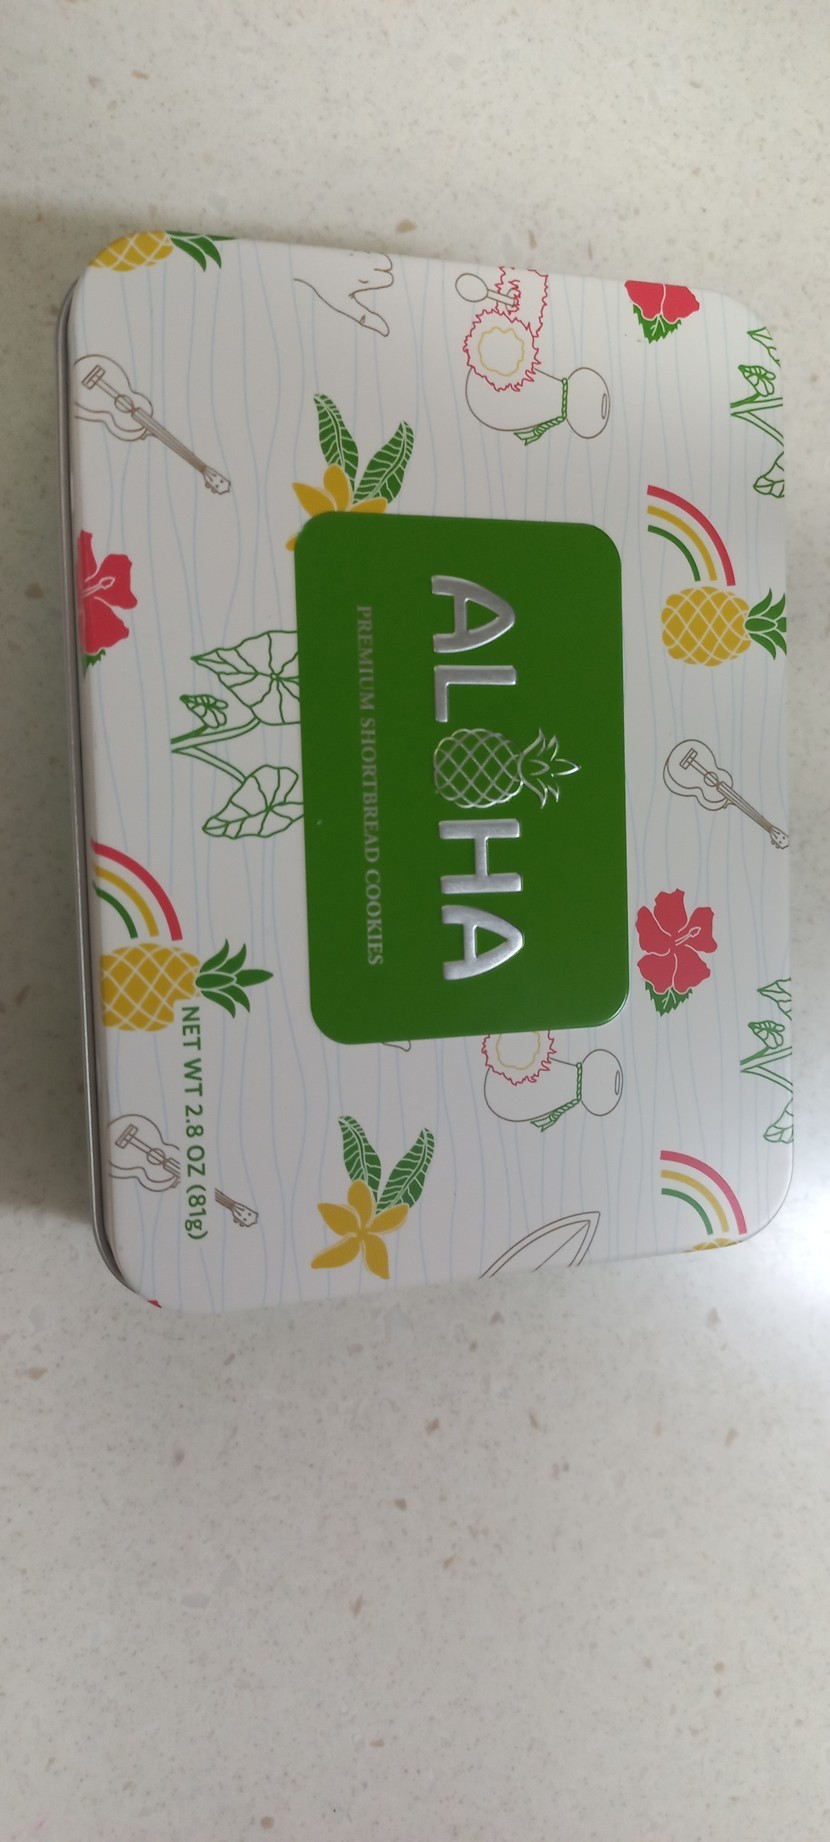 ALOHA
PREMIUM SHORTBREAD COOKIES
NET WT 2.8 OZ (81g)